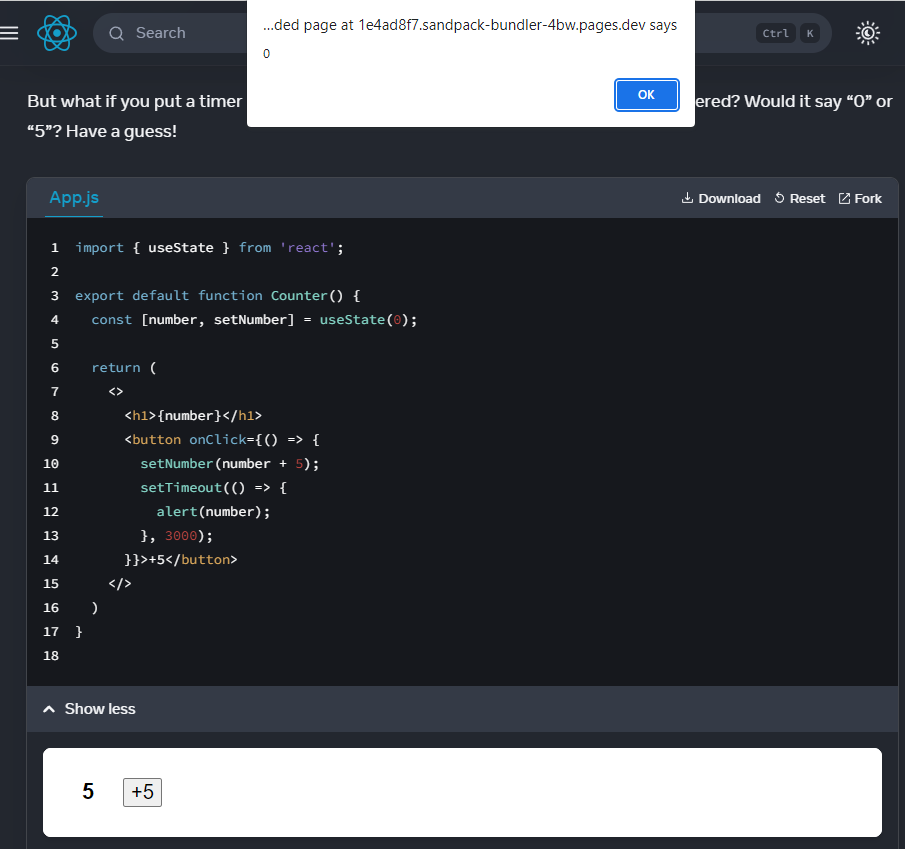 ...ded page at 1e4ad8f7.sandpack-bundler-4bw.pages.dev says
0
OK
Search
Ctrl K
But what if you put a timer ered? Would it say “0” or
“5”? Have a guess!
App.js
Download Reset Fork
1 import { useState } from 'react';
2
3 export default function Counter() {
4   const [number, setNumber] = useState(0);
5
6   return (
7     <>
8       <h1>{number}</h1>
9       <button onClick={() => {
10         setNumber(number + 5);
11         setTimeout(() => {
12           alert(number);
13         }, 3000);
14       }}>+5</button>
15     </>
16   )
17 }
18
Show less
5 +5